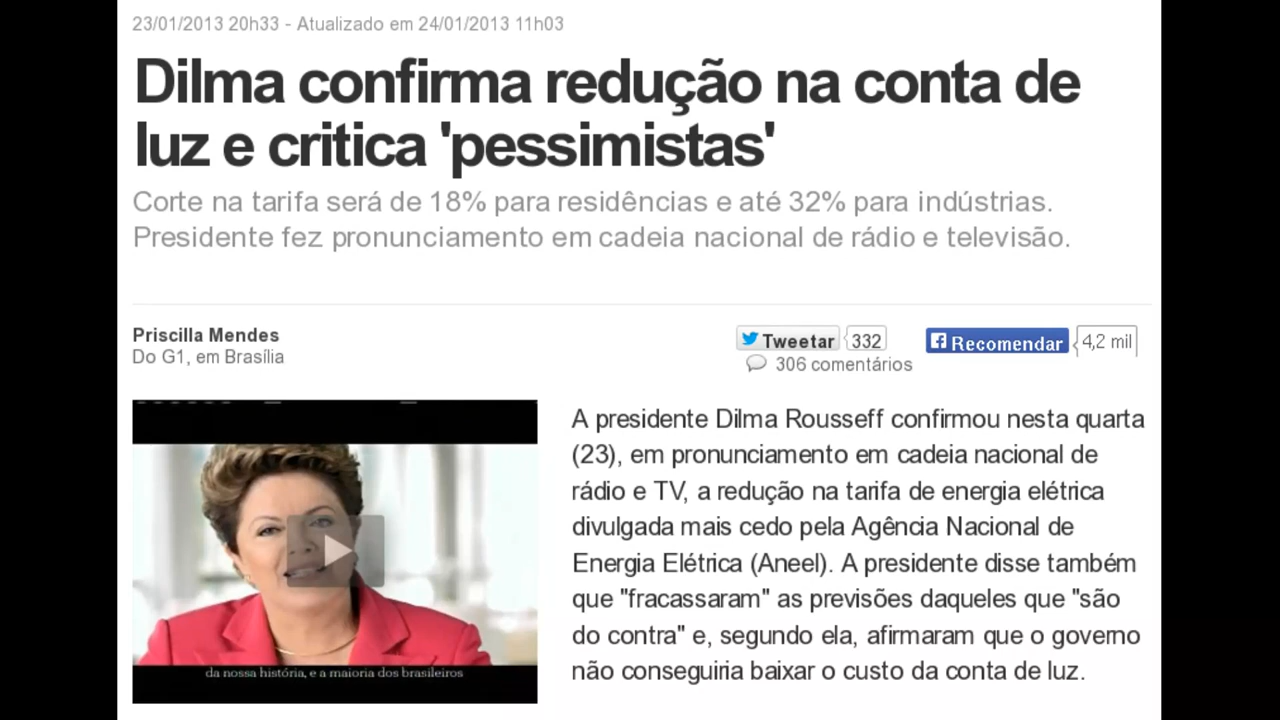 23/01/2013 20h33 - Atualizado em 24/01/2013 11h03
Dilma confirma redução na conta de
luz e critica 'pessimistas'
Corte na tarifa será de 18% para residências e até 32% para indústrias.
Presidente fez pronunciamento em cadeia nacional de rádio e televisão.
Priscilla Mendes
Do G1, em Brasília
Tweetar 332
Recomendar 4,2 mil
306 comentários
A presidente Dilma Rousseff confirmou nesta quarta
(23), em pronunciamento em cadeia nacional de
rádio e TV, a redução na tarifa de energia elétrica
divulgada mais cedo pela Agência Nacional de
Energia Elétrica (Aneel). A presidente disse também
que "fracassaram" as previsões daqueles que "são
do contra" e, segundo ela, afirmaram que o governo
não conseguiria baixar o custo da conta de luz.
da nossa história, e a maioria dos brasileiros